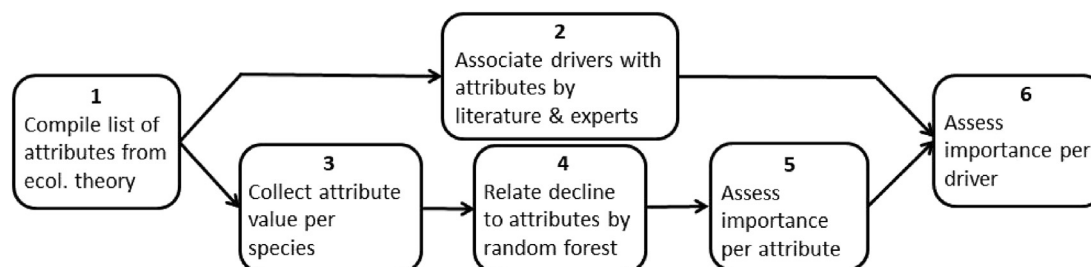 1
Compile list of
attributes from
ecol. theory
2
Associate drivers with
attributes by
literature & experts
3
Collect attribute
value per
species
4
Relate decline
to attributes by
random forest
5
Assess
importance
per attribute
6
Assess
importance per
driver